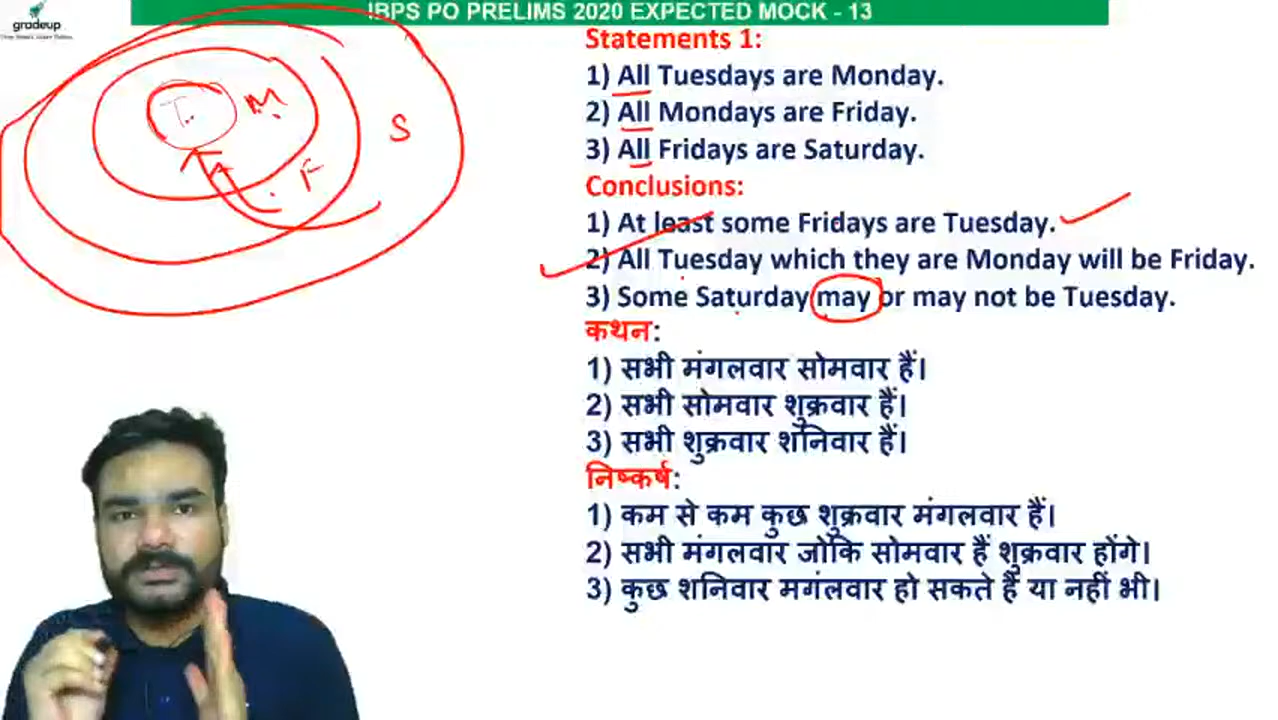 gradeup
IBPS PO PRELIMS 2020 EXPECTED MOCK - 13
Statements 1:
1) All Tuesdays are Monday.
2) All Mondays are Friday.
3) All Fridays are Saturday.
Conclusions:
1) At least some Fridays are Tuesday.
2) All Tuesday which they are Monday will be Friday.
3) Some Saturday may or may not be Tuesday.
कथन:
1) सभी मंगलवार सोमवार हैं।
2) सभी सोमवार शुक्रवार हैं।
3) सभी शुक्रवार शनिवार हैं।
निष्कर्ष:
1) कम से कम कुछ शुक्रवार मंगलवार हैं।
2) सभी मंगलवार जोकि सोमवार हैं शुक्रवार होंगे।
3) कुछ शनिवार मगंलवार हो सकते हैं या नहीं भी।
T
M
F
S